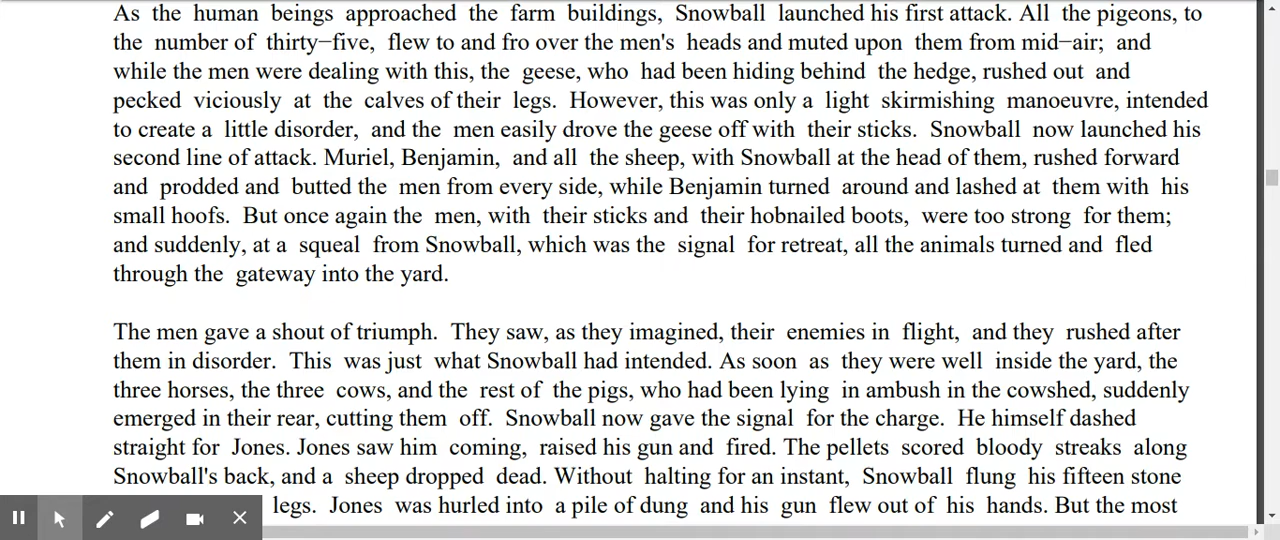 As the human beings approached the farm buildings, Snowball launched his first attack. All the pigeons, to
the number of thirty−five, flew to and fro over the men's heads and muted upon them from mid−air; and
while the men were dealing with this, the geese, who had been hiding behind the hedge, rushed out and
pecked viciously at the calves of their legs. However, this was only a light skirmishing manoeuvre, intended
to create a little disorder, and the men easily drove the geese off with their sticks. Snowball now launched his
second line of attack. Muriel, Benjamin, and all the sheep, with Snowball at the head of them, rushed forward
and prodded and butted the men from every side, while Benjamin turned around and lashed at them with his
small hoofs. But once again the men, with their sticks and their hobnailed boots, were too strong for them;
and suddenly, at a squeal from Snowball, which was the signal for retreat, all the animals turned and fled
through the gateway into the yard.
The men gave a shout of triumph. They saw, as they imagined, their enemies in flight, and they rushed after
them in disorder. This was just what Snowball had intended. As soon as they were well inside the yard, the
three horses, the three cows, and the rest of the pigs, who had been lying in ambush in the cowshed, suddenly
emerged in their rear, cutting them off. Snowball now gave the signal for the charge. He himself dashed
straight for Jones. Jones saw him coming, raised his gun and fired. The pellets scored bloody streaks along
Snowball's back, and a sheep dropped dead. Without halting for an instant, Snowball flung his fifteen stone
legs. Jones was hurled into a pile of dung and his gun flew out of his hands. But the most